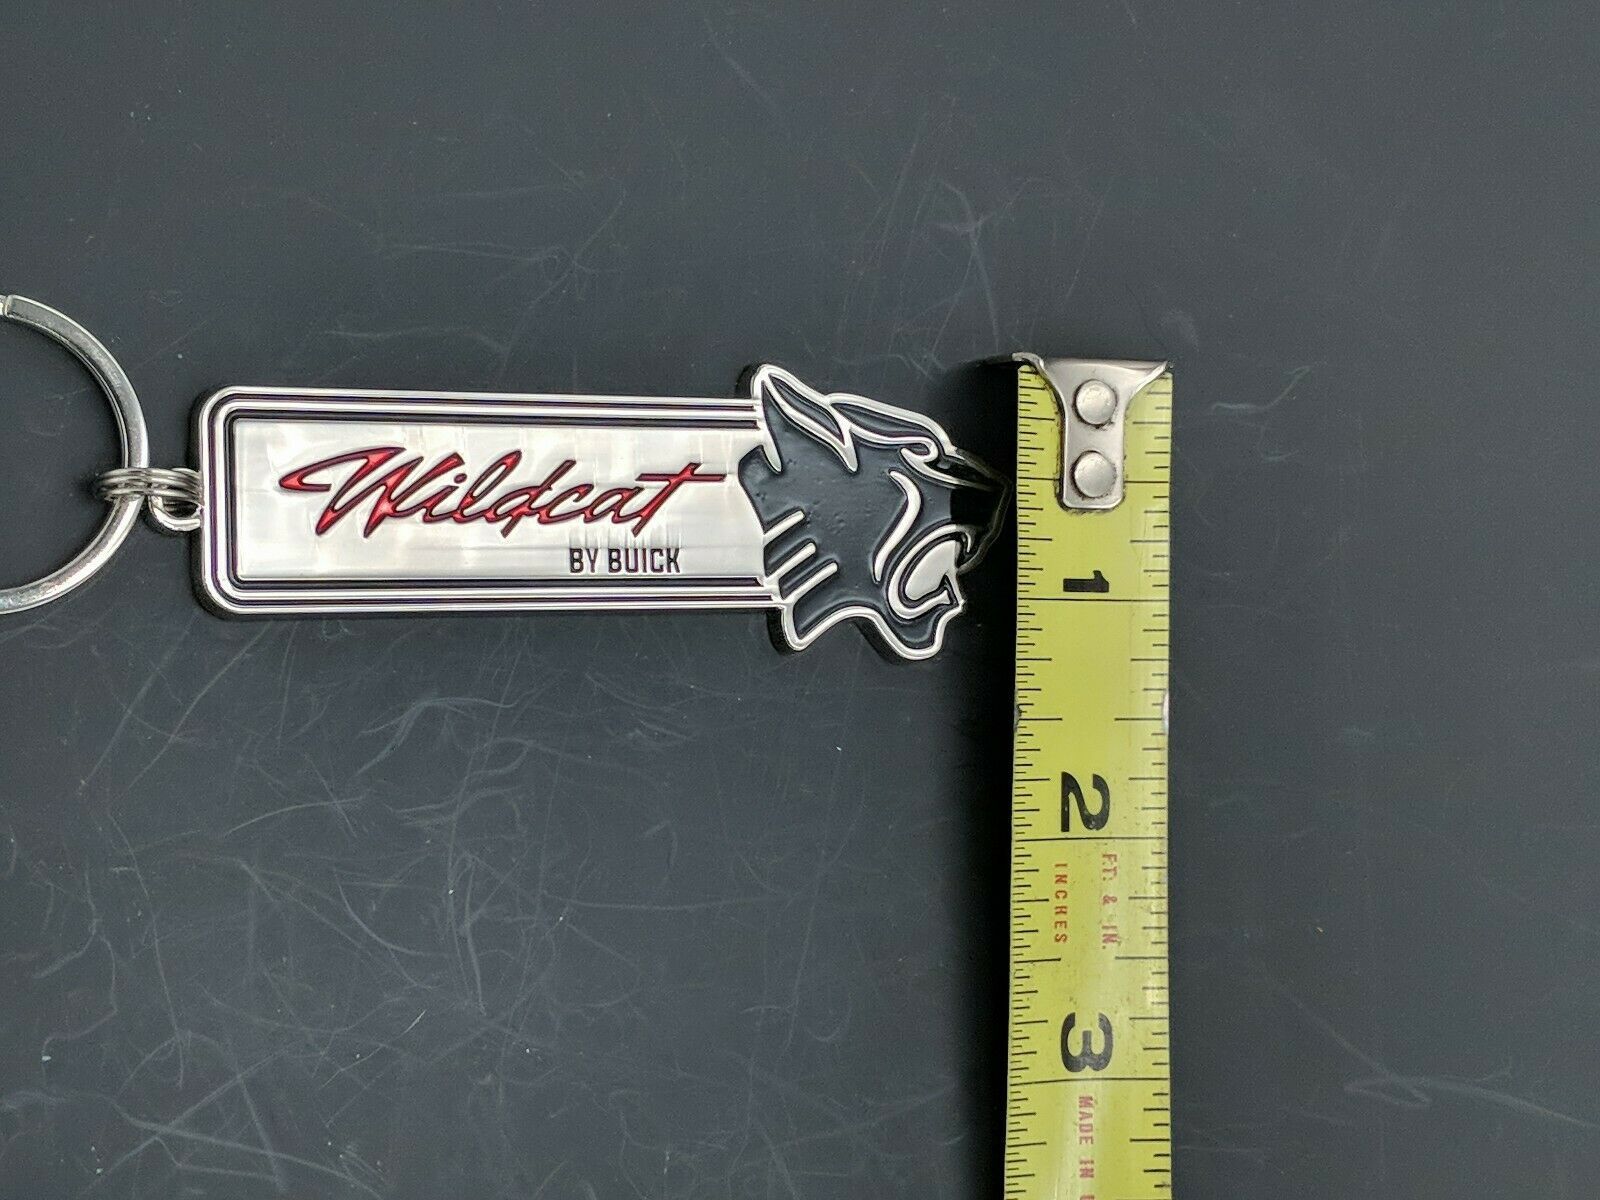 Wildcat
BY BUICK
1
2
FT. & IN.
INCHES
3
MADE IN